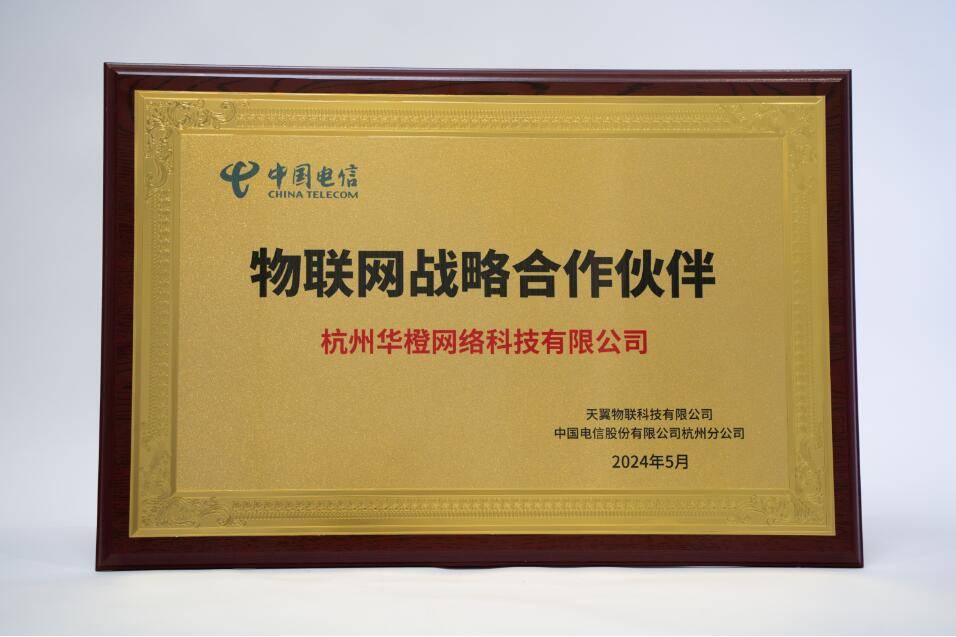 中国电信
CHINA TELECOM
物联网战略合作伙伴
杭州华橙网络科技有限公司
天翼物联科技有限公司
中国电信股份有限公司杭州分公司
2024年5月